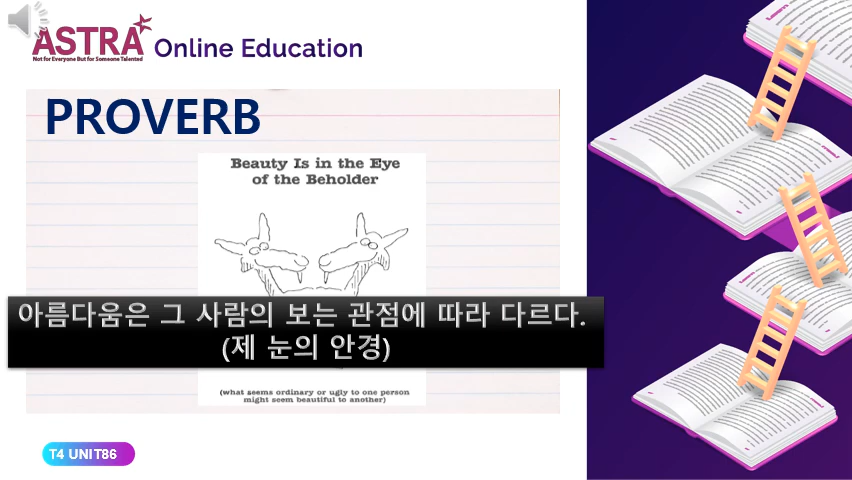 ASTRA
Not for Everyone But for Someone Talented
Online Education
PROVERB
Beauty Is in the Eye
of the Beholder
아름다움은 그 사람의 보는 관점에 따라 다르다.
(제 눈의 안경)
(what seems ordinary or ugly to one person
might seem beautiful to another)
T4 UNIT86